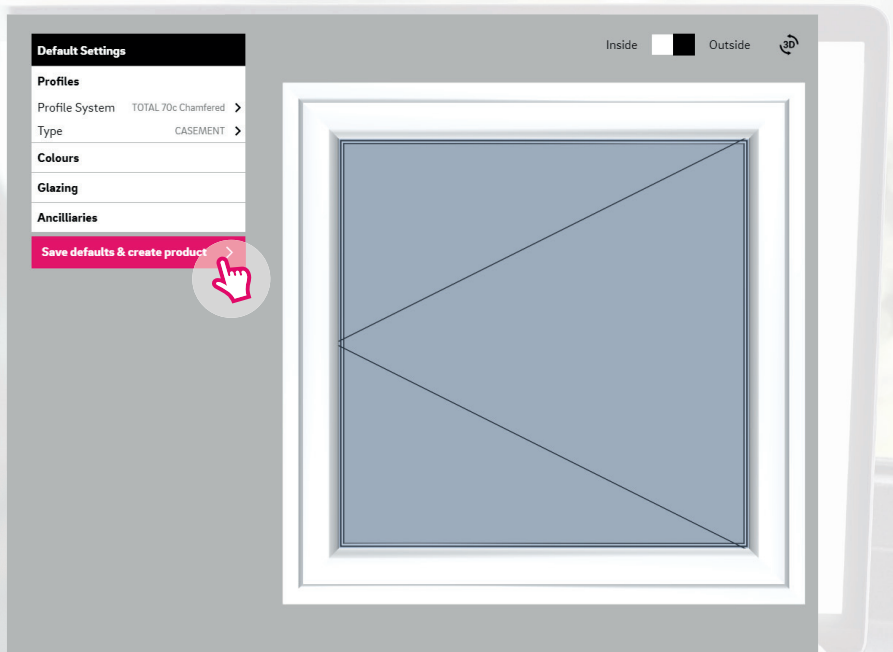 Default Settings
Inside Outside 3D
Profiles
Profile System TOTAL 70c Chamfered
Type CASEMENT
Colours
Glazing
Ancilliaries
Save defaults & create product